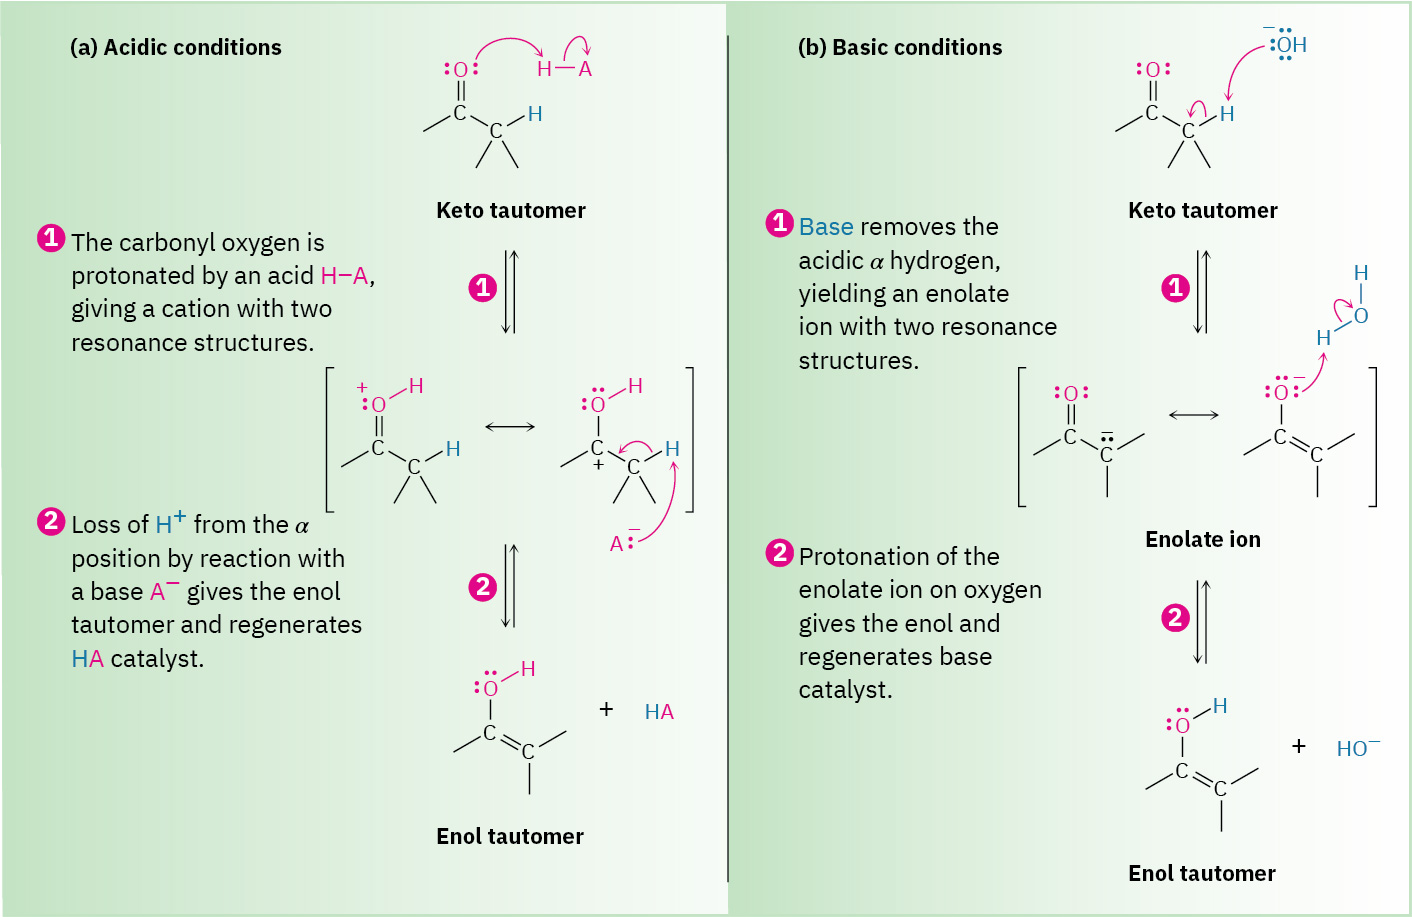 (a) Acidic conditions
:O:
H—A
C
C
H
Keto tautomer
1 The carbonyl oxygen is
protonated by an acid H–A,
giving a cation with two
resonance structures.
1
+
:O
H
C
C
H
:O
H
C
+
C
H
A:−
2 Loss of H+ from the α
position by reaction with
a base A− gives the enol
tautomer and regenerates
HA catalyst.
2
:O
H
C
C
+ HA
Enol tautomer
(b) Basic conditions
−
:OH
:O:
C
C
H
Keto tautomer
1 Base removes the
acidic α hydrogen,
yielding an enolate
ion with two resonance
structures.
1
H
O
H
:O:
C
−
C
:O:−
C
C
Enolate ion
2 Protonation of the
enolate ion on oxygen
gives the enol and
regenerates base
catalyst.
2
:O
H
C
C
+ HO−
Enol tautomer